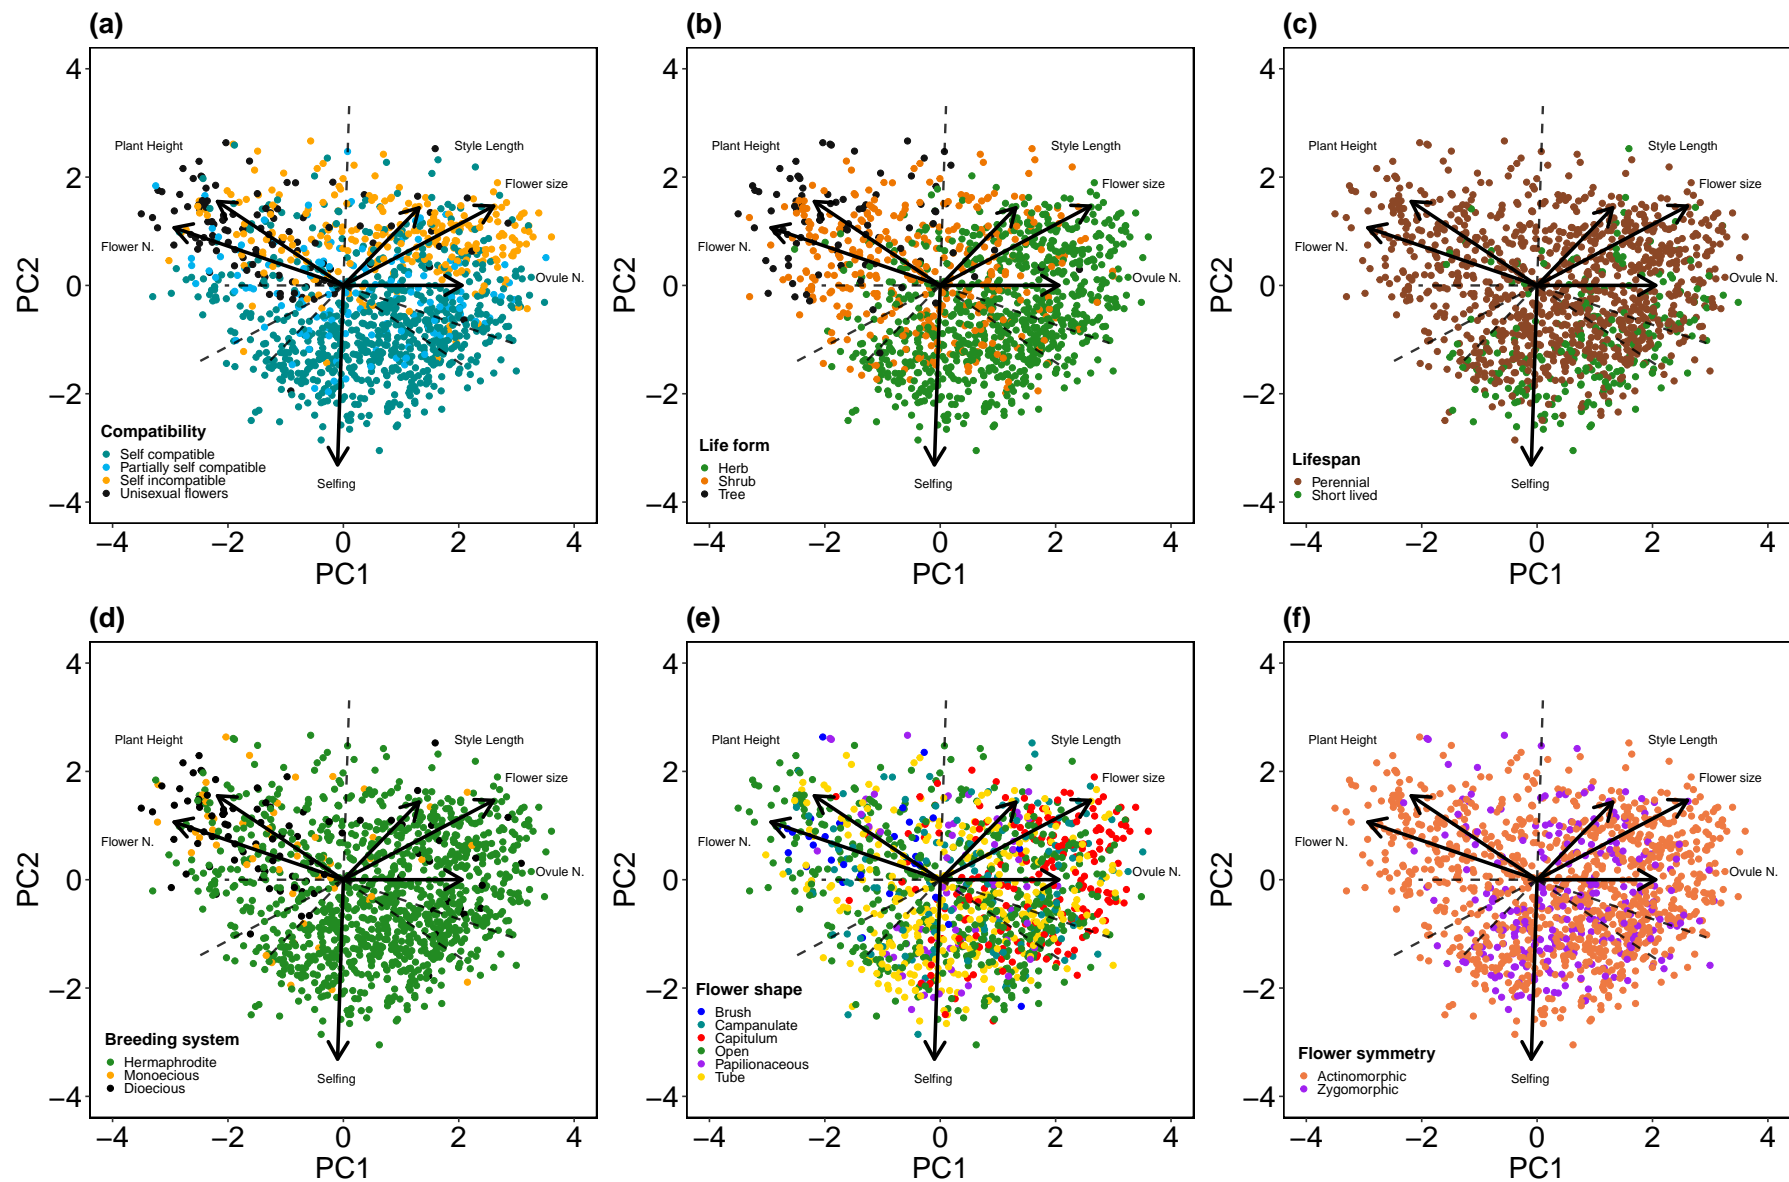 (a)
(b)
(c)
4
2
0
−2
−4
PC2
Plant Height
Style Length
Flower size
Flower N.
Ovule N.
Selfing
Compatibility
Self compatible
Partially self compatible
Self incompatible
Unisexual flowers
−4
−2
0
2
4
PC1
4
2
0
−2
−4
PC2
Plant Height
Style Length
Flower size
Flower N.
Ovule N.
Selfing
Life form
Herb
Shrub
Tree
−4
−2
0
2
4
PC1
4
2
0
−2
−4
PC2
Plant Height
Style Length
Flower size
Flower N.
Ovule N.
Selfing
Lifespan
Perennial
Short lived
−4
−2
0
2
4
PC1
(d)
(e)
(f)
4
2
0
−2
−4
PC2
Plant Height
Style Length
Flower size
Flower N.
Ovule N.
Selfing
Breeding system
Hermaphrodite
Monoecious
Dioecious
−4
−2
0
2
4
PC1
4
2
0
−2
−4
PC2
Plant Height
Style Length
Flower size
Flower N.
Ovule N.
Selfing
Flower shape
Brush
Campanulate
Capitulum
Open
Papilionaceous
Tube
−4
−2
0
2
4
PC1
4
2
0
−2
−4
PC2
Plant Height
Style Length
Flower size
Flower N.
Ovule N.
Selfing
Flower symmetry
Actinomorphic
Zygomorphic
−4
−2
0
2
4
PC1